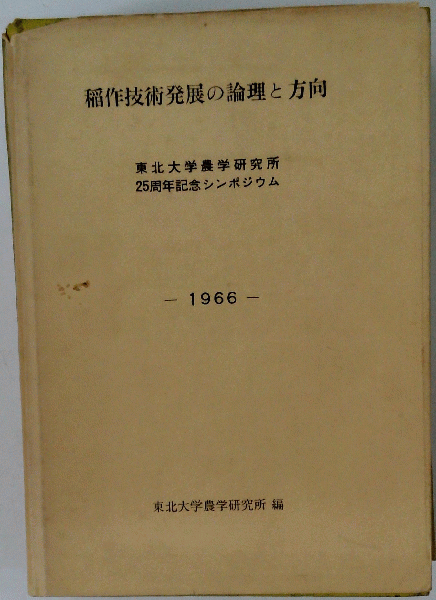 稲作技術発展の論理と方向
東北大学農学研究所
25周年記念シンポジウム
— 1966 —
東北大学農学研究所 編